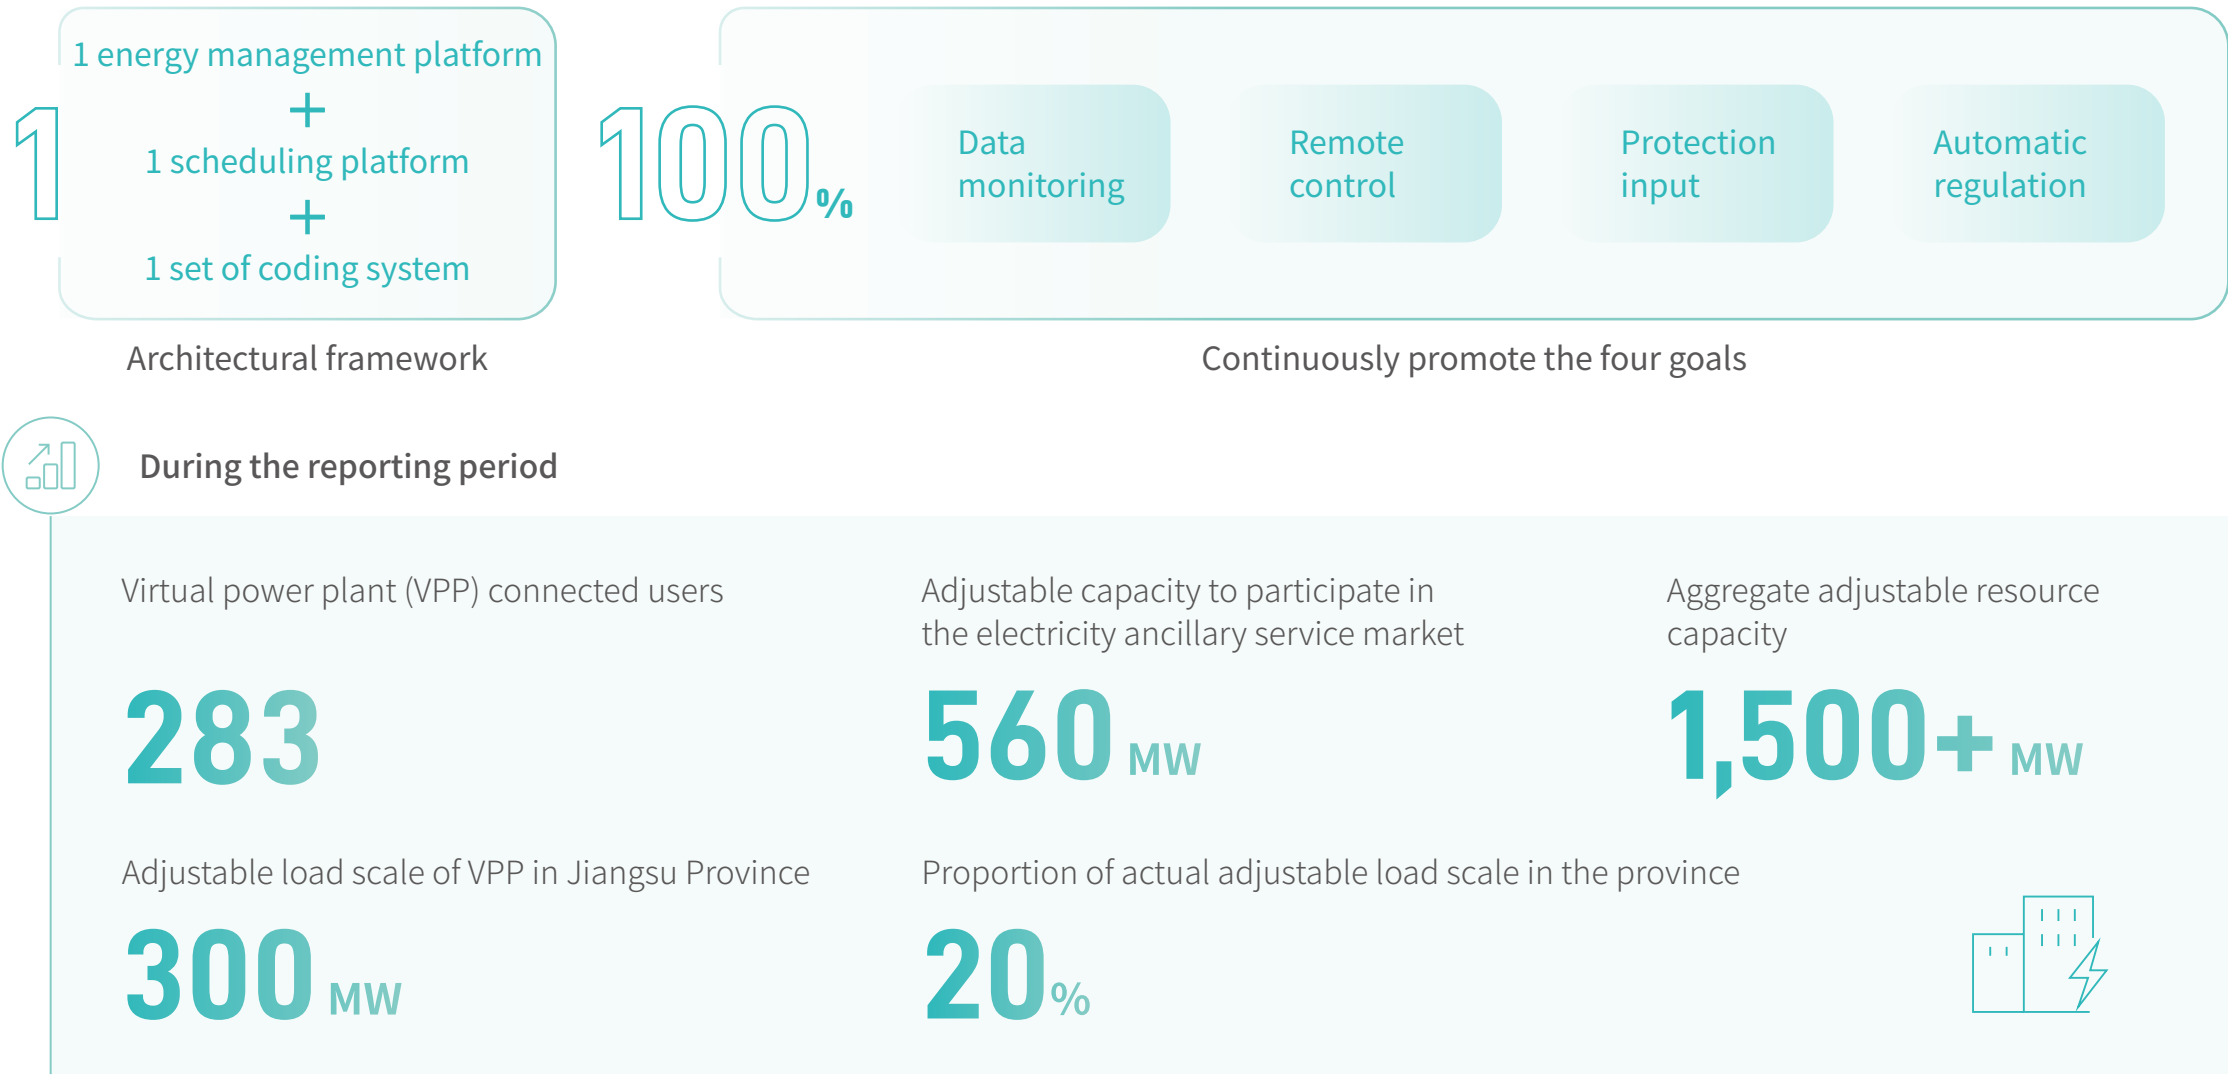 1
1 energy management platform
+
1 scheduling platform
+
1 set of coding system
Architectural framework
100%
Data
monitoring
Remote
control
Protection
input
Automatic
regulation
Continuously promote the four goals
During the reporting period
Virtual power plant (VPP) connected users
283
Adjustable capacity to participate in
the electricity ancillary service market
560 MW
Aggregate adjustable resource
capacity
1,500+ MW
Adjustable load scale of VPP in Jiangsu Province
300 MW
Proportion of actual adjustable load scale in the province
20%